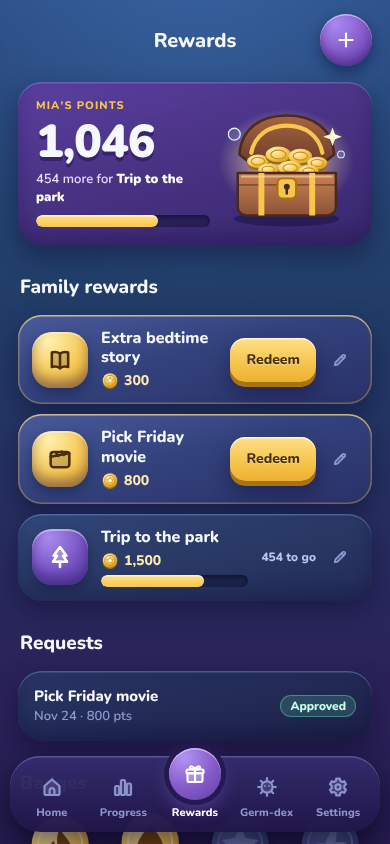 Rewards
MIA'S POINTS
1,046
454 more for Trip to the
park
Family rewards
Extra bedtime
story
300
Redeem
Pick Friday
movie
800
Redeem
Trip to the park
1,500
454 to go
Requests
Pick Friday movie
Nov 24 · 800 pts
Approved
Badges
Home
Progress
Rewards
Germ-dex
Settings